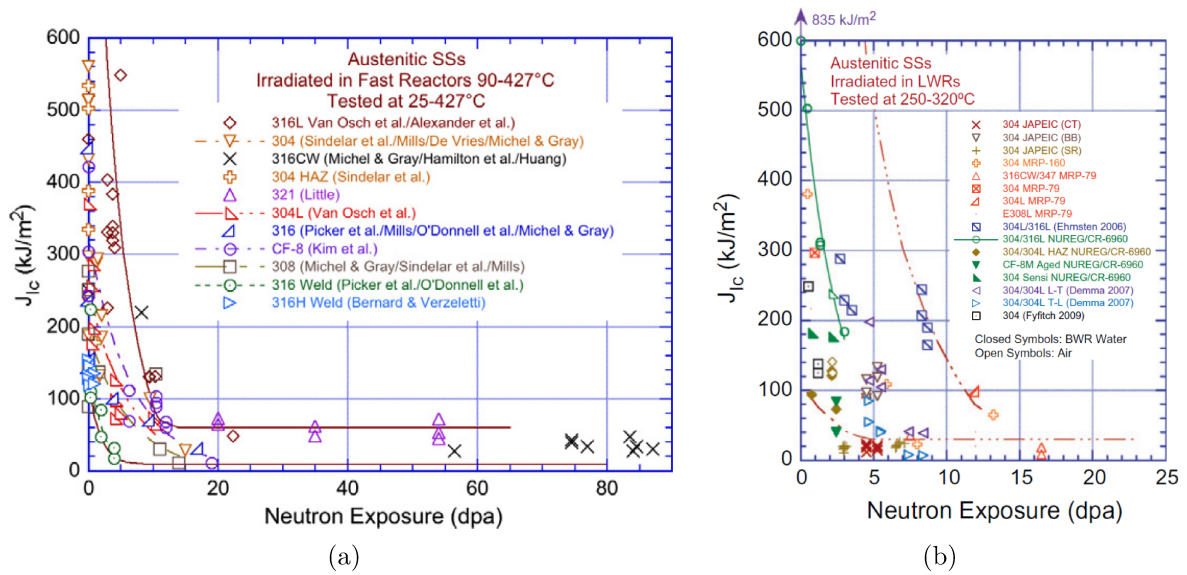 (a)
600
500
400
300
200
100
0
J_Ic (kJ/m²)
Austenitic SSs
Irradiated in Fast Reactors 90-427°C
Tested at 25-427°C
316L Van Osch et al./Alexander et al.)
304 (Sindelar et al./Mills/De Vries/Michel & Gray)
316CW (Michel & Gray/Hamilton et al./Huang)
304 HAZ (Sindelar et al.)
321 (Little)
304L (Van Osch et al.)
316 (Picker et al./Mills/O'Donnell et al./Michel & Gray)
CF-8 (Kim et al.)
308 (Michel & Gray/Sindelar et al./Mills)
316 Weld (Picker et al./O'Donnell et al.)
316H Weld (Bernard & Verzeletti)
0 20 40 60 80
Neutron Exposure (dpa)
(a)
(b)
835 kJ/m²
600
500
400
300
200
100
0
J_Ic (kJ/m²)
Austenitic SSs
Irradiated in LWRs
Tested at 250-320ºC
304 JAPEIC (CT)
304 JAPEIC (BB)
304 JAPEIC (SR)
304 MRP-160
316CW/347 MRP-79
304 MRP-79
304L MRP-79
E308L MRP-79
304L/316L (Ehmsten 2006)
304/316L NUREG/CR-6960
304/304L HAZ NUREG/CR-6960
CF-8M Aged NUREG/CR-6960
304 Sensi NUREG/CR-6960
304/304L L-T (Demma 2007)
304/304L T-L (Demma 2007)
304 (Fyfitch 2009)
Closed Symbols: BWR Water
Open Symbols: Air
0 5 10 15 20 25
Neutron Exposure (dpa)
(b)